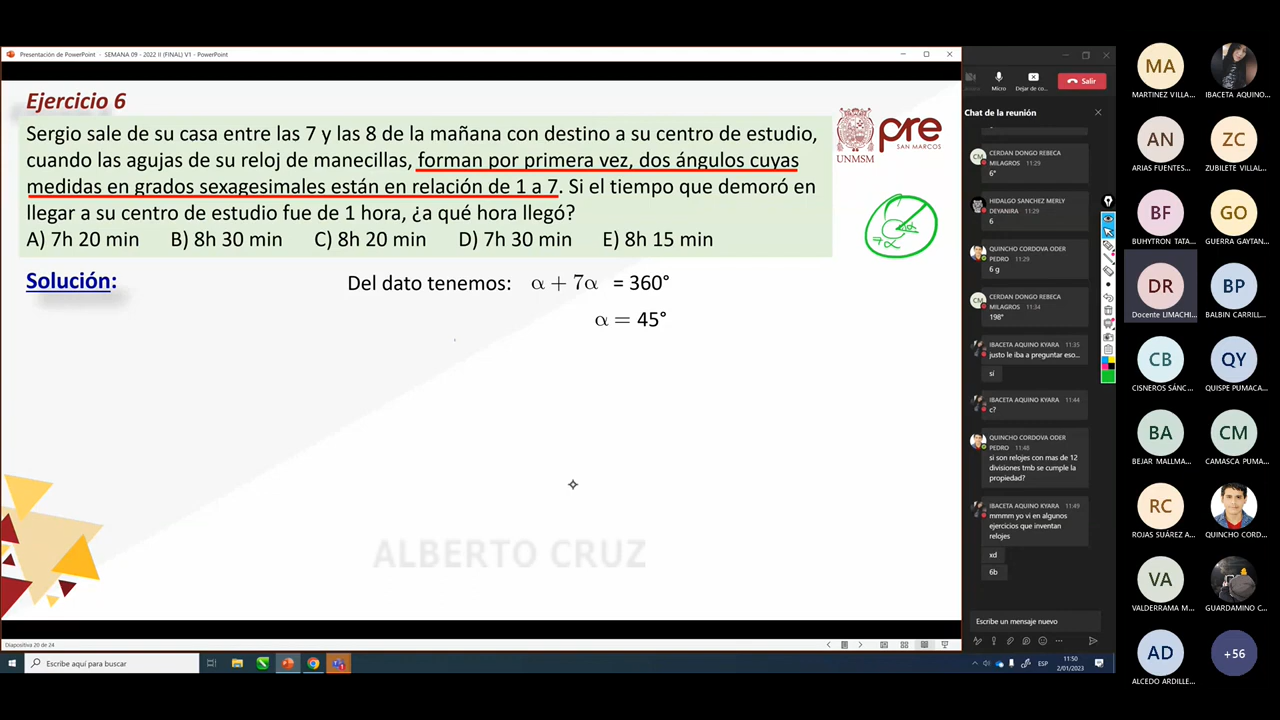 Presentación de PowerPoint - SEMANA 09 - 2022 II (FINAL) V1 - PowerPoint
Ejercicio 6
Sergio sale de su casa entre las 7 y las 8 de la mañana con destino a su centro de estudio,
cuando las agujas de su reloj de manecillas, forman por primera vez, dos ángulos cuyas
medidas en grados sexagesimales están en relación de 1 a 7. Si el tiempo que demoró en
llegar a su centro de estudio fue de 1 hora, ¿a qué hora llegó?
A) 7h 20 min B) 8h 30 min C) 8h 20 min D) 7h 30 min E) 8h 15 min
UNMSM
pre
SAN MARCOS
7α
Solución:
Del dato tenemos: α + 7α = 360°
α = 45°
ALBERTO CRUZ
Diapositiva 20 de 24
Escribe aquí para buscar
ESP
11:50
2/01/2023
Micro
Dejar de co...
Salir
Chat de la reunión
CM
CERDAN DONGO REBECA
MILAGROS 11:29
6°
HIDALGO SANCHEZ MERLY
DEYANIRA 11:29
6
QUINCHO CORDOVA ODER
PEDRO 11:29
6 g
CM
CERDAN DONGO REBECA
MILAGROS 11:34
198°
IBACETA AQUINO KYARA 11:35
justo le iba a preguntar eso...
sí
IBACETA AQUINO KYARA 11:44
c?
QUINCHO CORDOVA ODER
PEDRO 11:48
si son relojes con mas de 12
divisiones tmb se cumple la
propiedad?
IBACETA AQUINO KYARA 11:49
mmmm yo vi en algunos
ejercicios que inventan
relojes
xd
6b
Escribe un mensaje nuevo
MA
MARTINEZ VILLA...
IBACETA AQUINO...
AN
ARIAS FUENTES...
ZC
ZUBILETE VILLAL...
BF
BUHYTRON TATA...
GO
GUERRA GAYTAN...
DR
Docente LIMACHI...
BP
BALBIN CARRILL...
CB
CISNEROS SÁNC...
QY
QUISPE PUMACA...
BA
BEJAR MALLMA...
CM
CAMASCA PUMA...
RC
ROJAS SUÁREZ A...
QUINCHO CORD...
VA
VALDERRAMA M...
GUARDAMINO C...
AD
ALCEDO ARDILLE...
+56